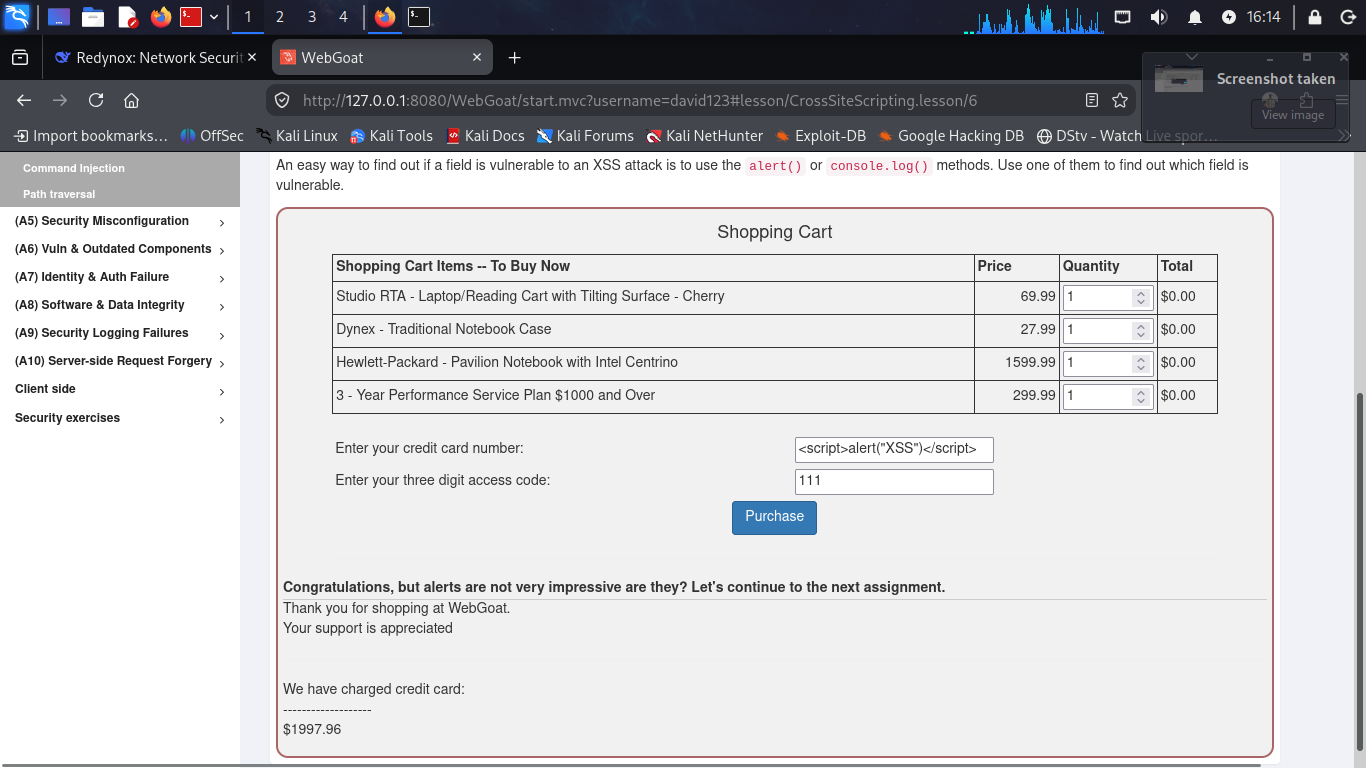 1 2 3 4 16:14
Redynox: Network Securit
WebGoat
Screenshot taken
View image
http://127.0.0.1:8080/WebGoat/start.mvc?username=david123#lesson/CrossSiteScripting.lesson/6
Import bookmarks... OffSec Kali Linux Kali Tools Kali Docs Kali Forums Kali NetHunter Exploit-DB Google Hacking DB DStv - Watch Live spor...
Command Injection
Path traversal
(A5) Security Misconfiguration
(A6) Vuln & Outdated Components
(A7) Identity & Auth Failure
(A8) Software & Data Integrity
(A9) Security Logging Failures
(A10) Server-side Request Forgery
Client side
Security exercises
An easy way to find out if a field is vulnerable to an XSS attack is to use the alert() or console.log() methods. Use one of them to find out which field is
vulnerable.
Shopping Cart
Shopping Cart Items -- To Buy Now Price Quantity Total
Studio RTA - Laptop/Reading Cart with Tilting Surface - Cherry 69.99 1 $0.00
Dynex - Traditional Notebook Case 27.99 1 $0.00
Hewlett-Packard - Pavilion Notebook with Intel Centrino 1599.99 1 $0.00
3 - Year Performance Service Plan $1000 and Over 299.99 1 $0.00
Enter your credit card number: <script>alert("XSS")</script>
Enter your three digit access code: 111
Purchase
Congratulations, but alerts are not very impressive are they? Let's continue to the next assignment.
Thank you for shopping at WebGoat.
Your support is appreciated
We have charged credit card:
-------------------
$1997.96